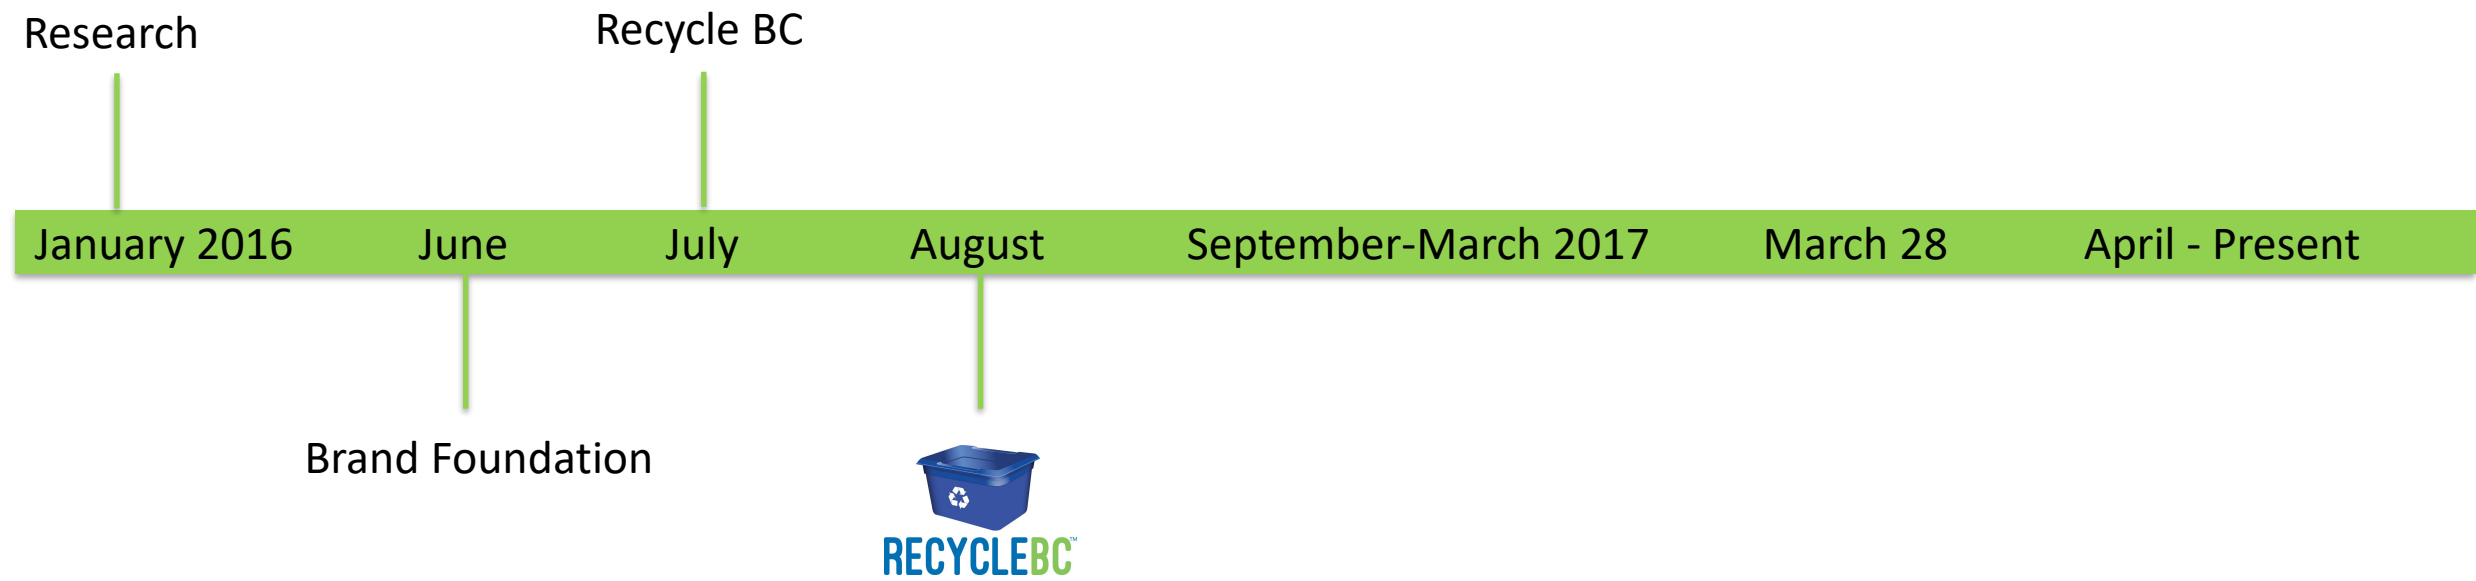 Research
Recycle BC
January 2016 June July August September-March 2017 March 28 April - Present
Brand Foundation
RECYCLEBC™